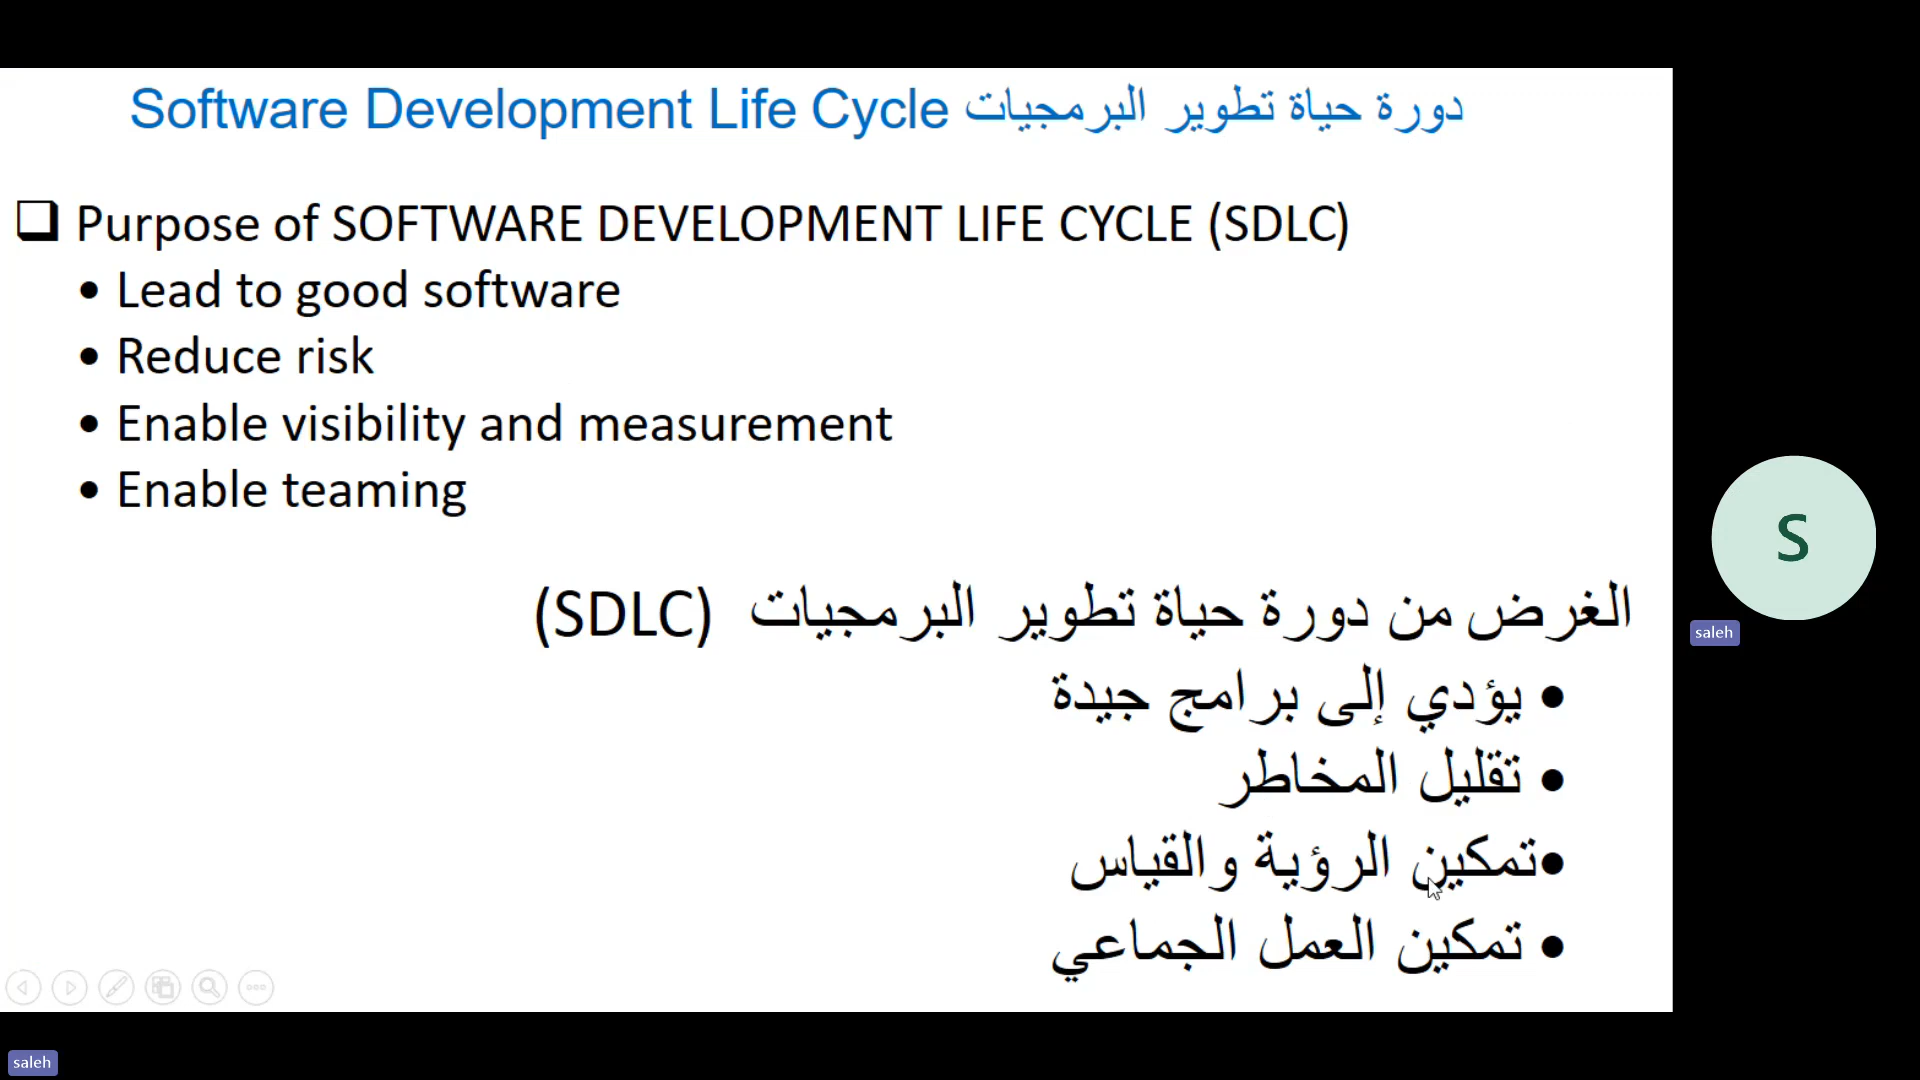 Software Development Life Cycle دورة حياة تطوير البرمجيات
❑ Purpose of SOFTWARE DEVELOPMENT LIFE CYCLE (SDLC)
• Lead to good software
• Reduce risk
• Enable visibility and measurement
• Enable teaming
الغرض من دورة حياة تطوير البرمجيات (SDLC)
• يؤدي إلى برامج جيدة
• تقليل المخاطر
•تمكين الرؤية والقياس
• تمكين العمل الجماعي
S
saleh
saleh